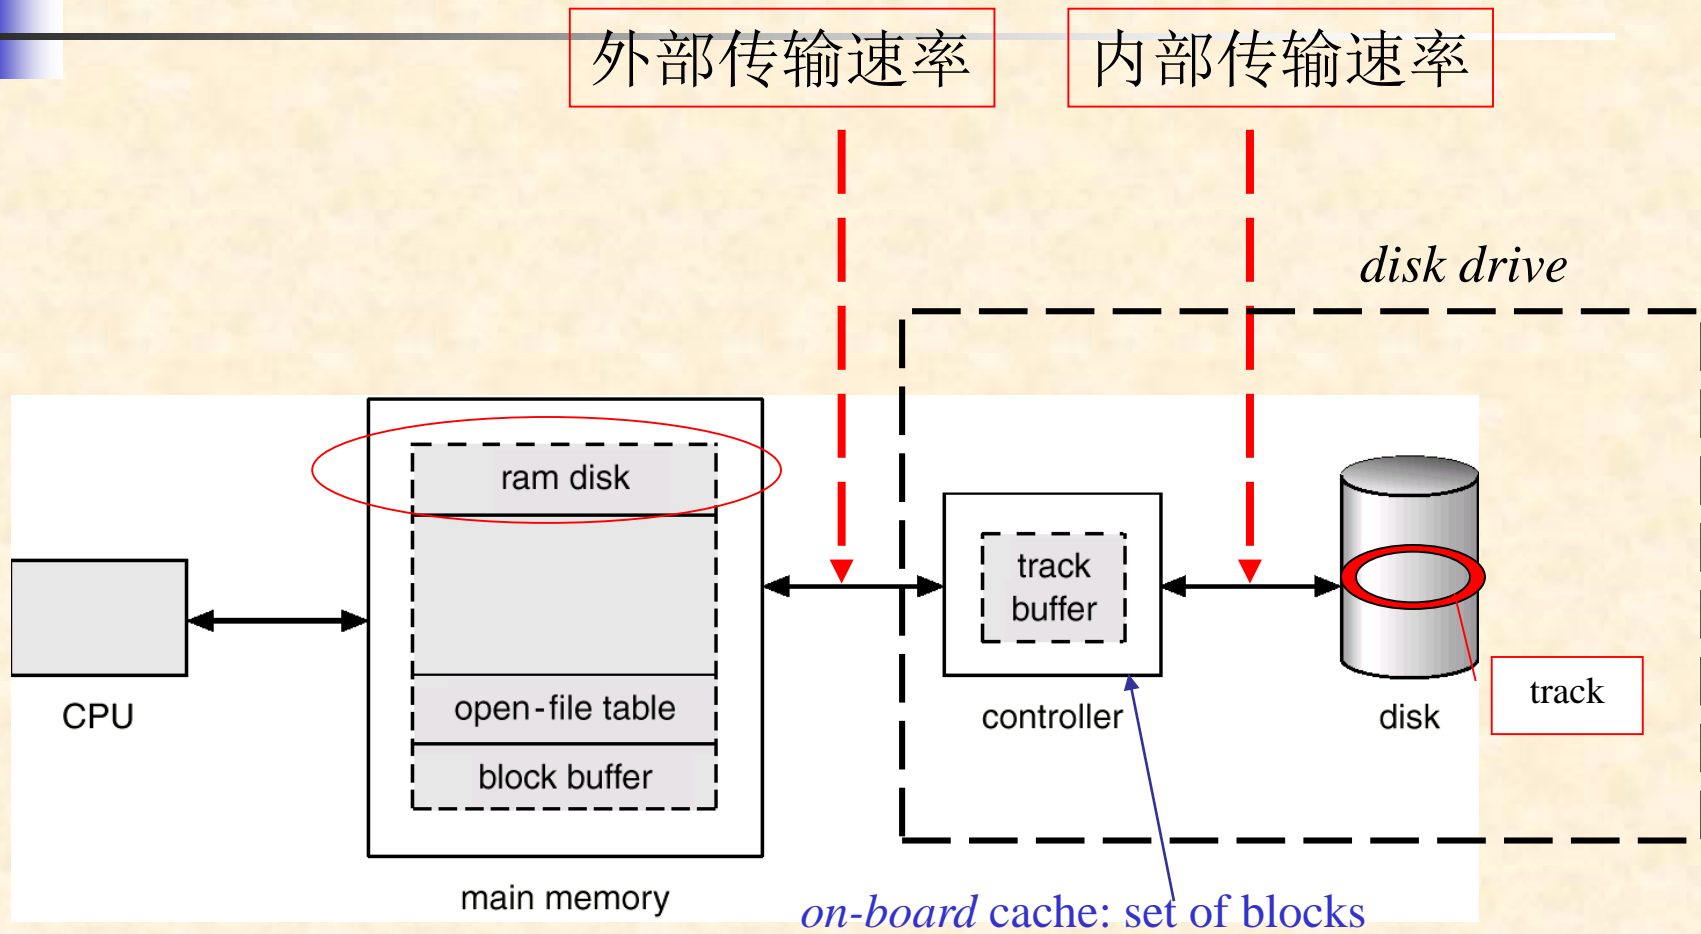 外部传输速率
内部传输速率
disk drive
ram disk
track
buffer
track
open-file table
CPU
controller
disk
block buffer
main memory
on-board cache: set of blocks